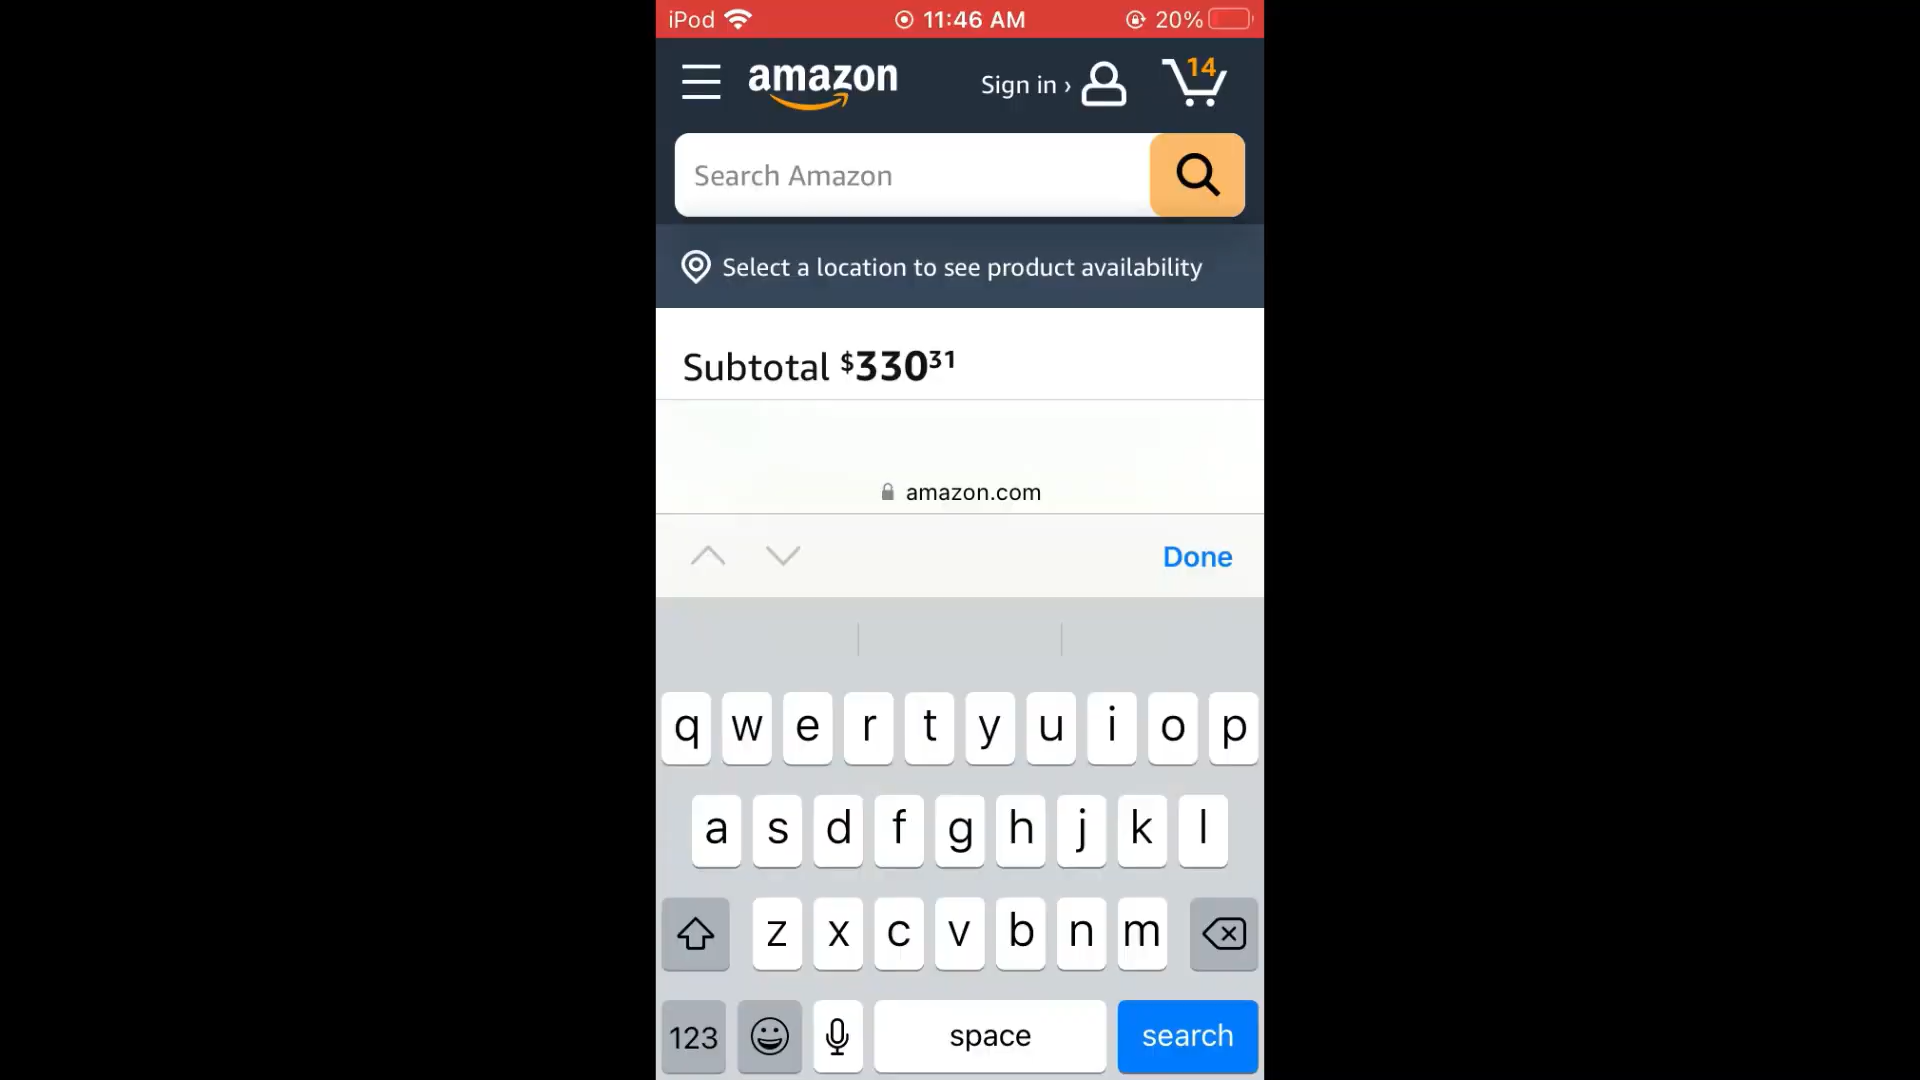 iPod 11:46 AM 20%
amazon Sign in › 14
Search Amazon
Select a location to see product availability
Subtotal $33031
amazon.com
Done
q w e r t y u i o p
a s d f g h j k l
z x c v b n m
123 space search